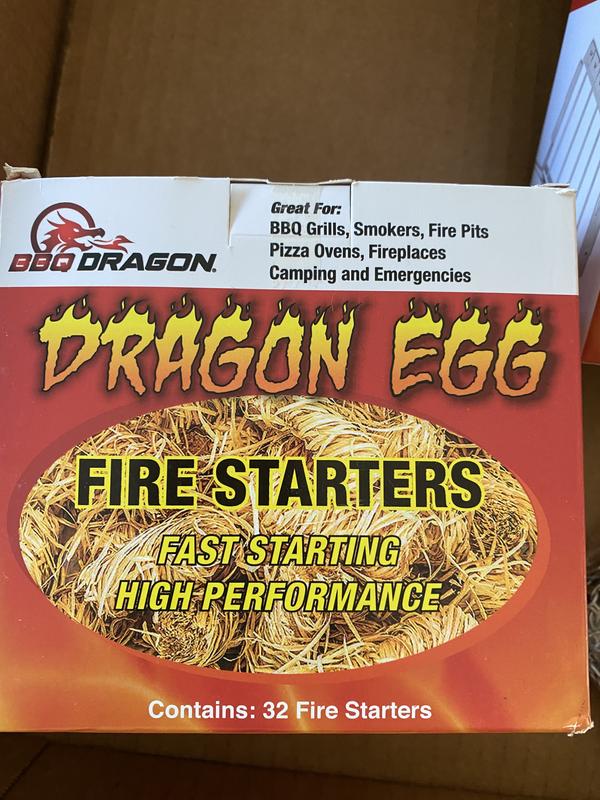 BBQ DRAGON.
Great For:
BBQ Grills, Smokers, Fire Pits
Pizza Ovens, Fireplaces
Camping and Emergencies
DRAGON EGG
FIRE STARTERS
FAST STARTING
HIGH PERFORMANCE
Contains: 32 Fire Starters